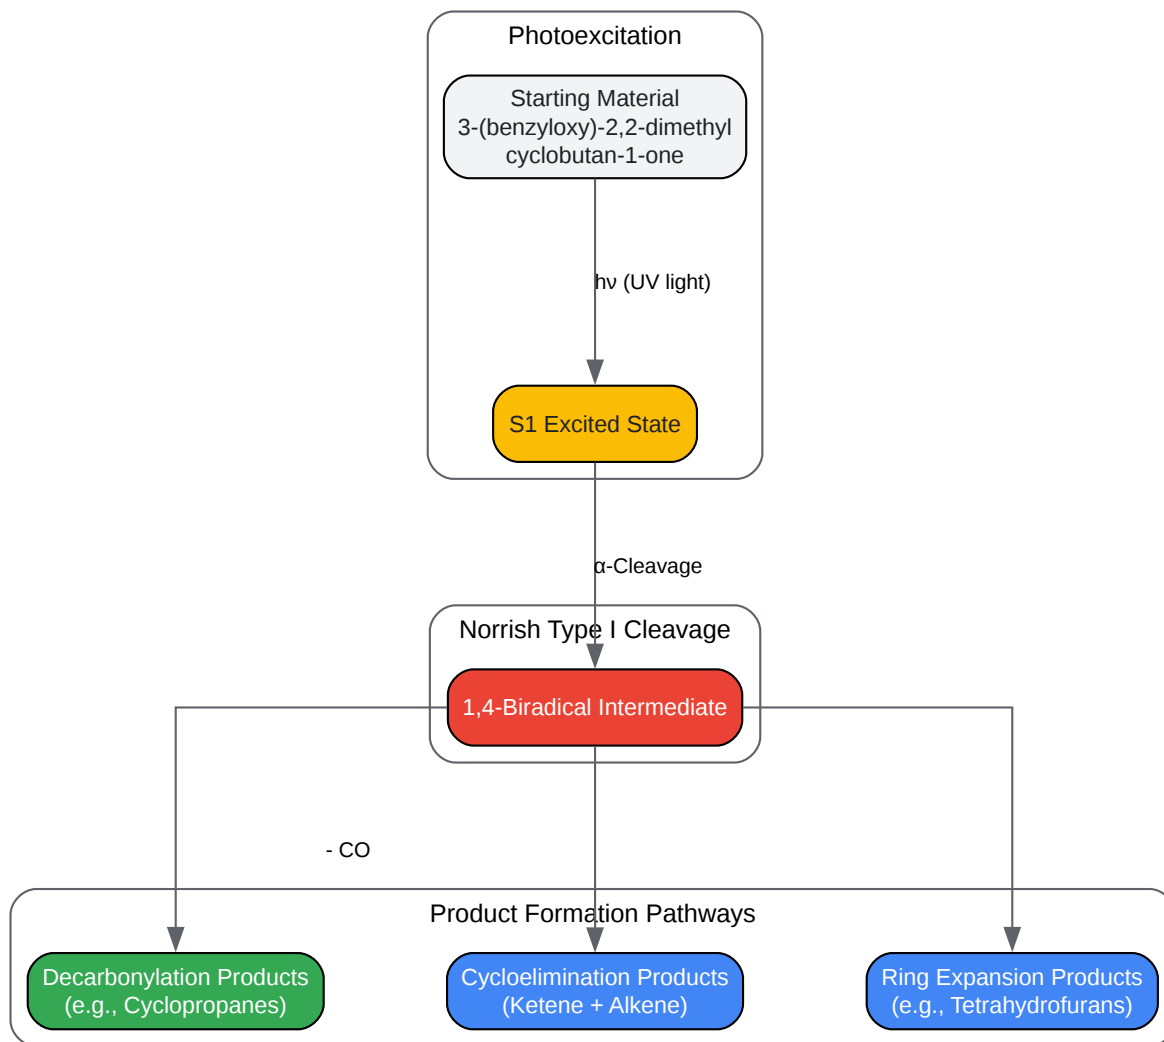 Photoexcitation
Starting Material
3-(benzyloxy)-2,2-dimethyl
cyclobutan-1-one
hν (UV light)
S1 Excited State
α-Cleavage
Norrish Type I Cleavage
1,4-Biradical Intermediate
- CO
Product Formation Pathways
Decarbonylation Products
(e.g., Cyclopropanes)
Cycloelimination Products
(Ketene + Alkene)
Ring Expansion Products
(e.g., Tetrahydrofurans)